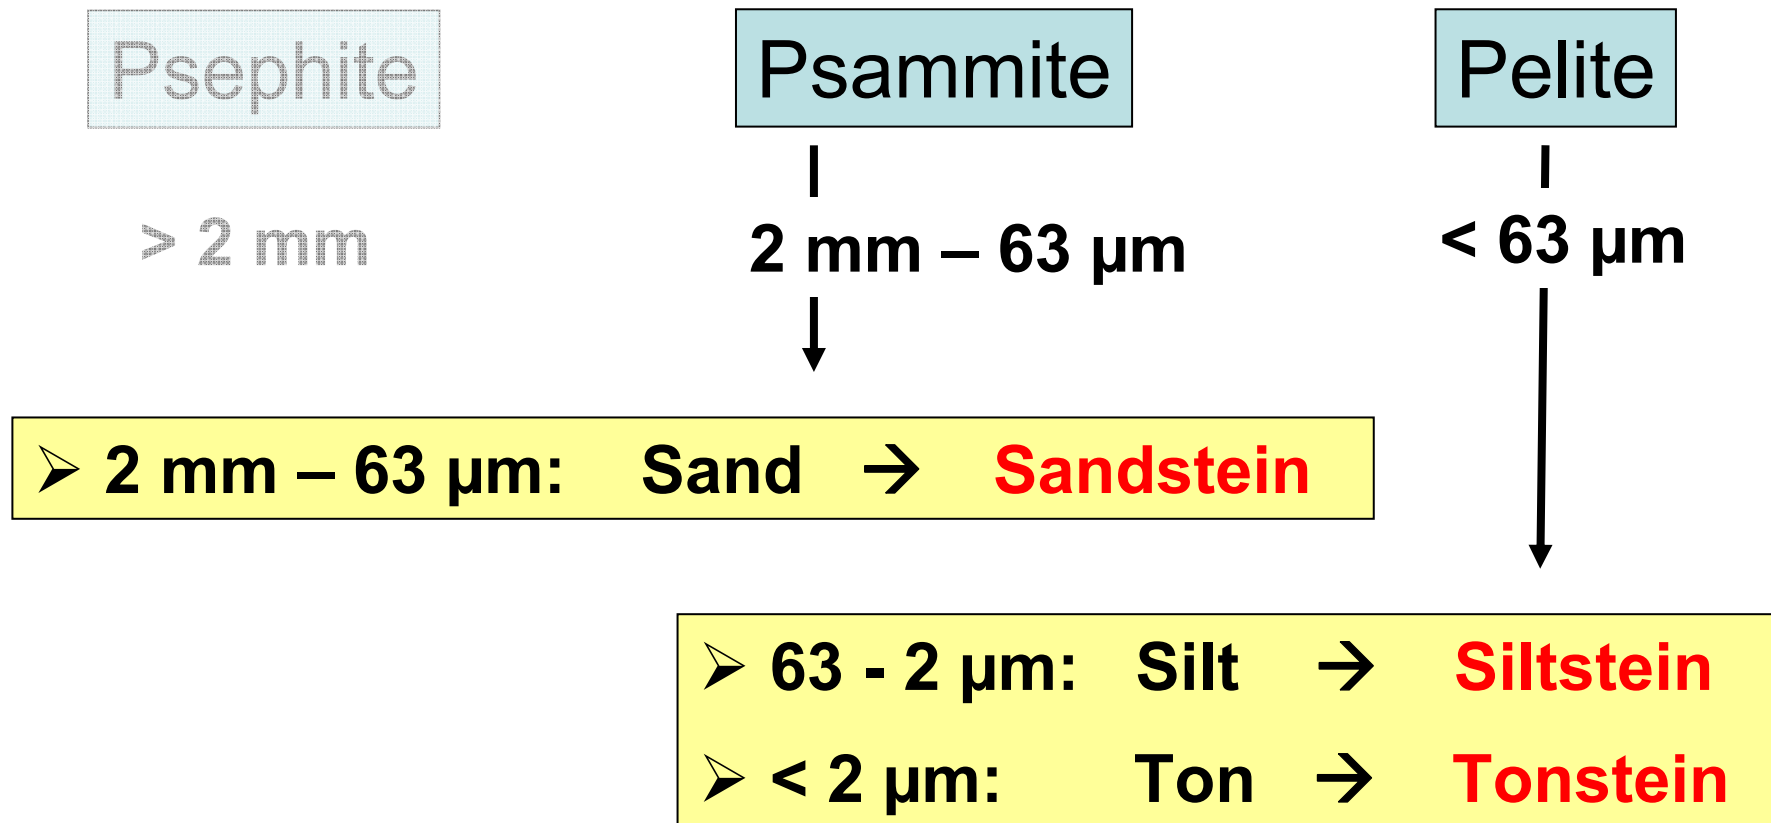 Psephite
Psammite
Pelite
> 2 mm
2 mm – 63 µm
< 63 µm
➢ 2 mm – 63 µm: Sand → Sandstein
➢ 63 - 2 µm: Silt → Siltstein
➢ < 2 µm: Ton → Tonstein